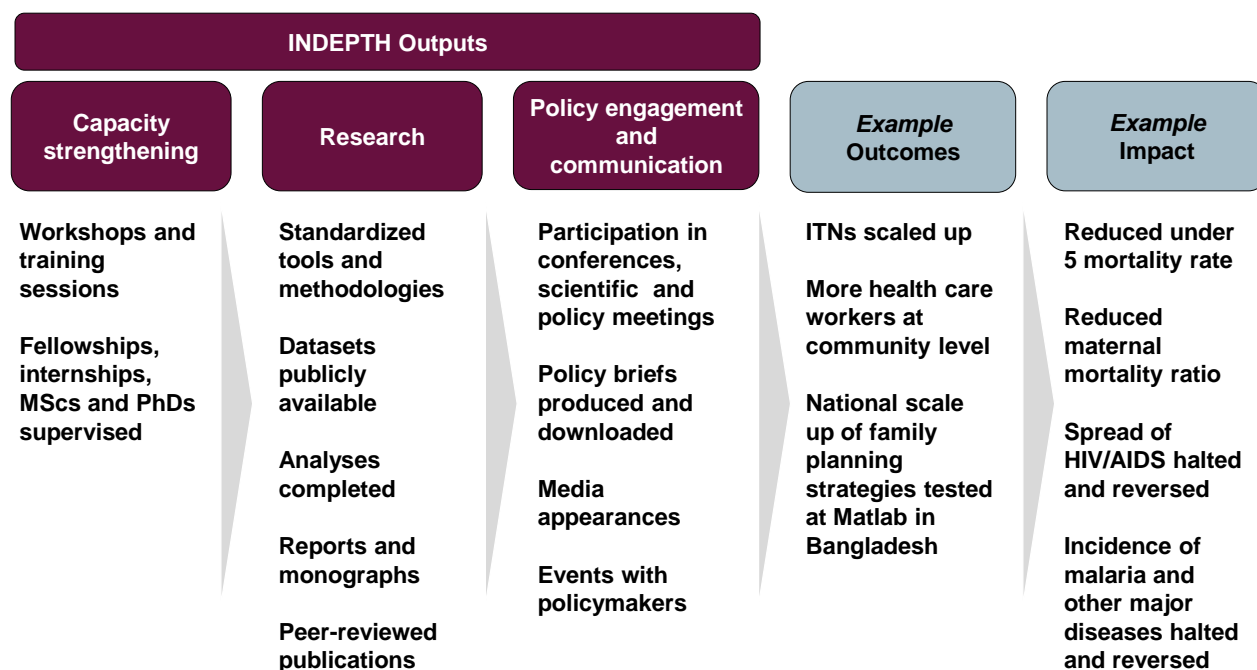 INDEPTH Outputs
Capacity
strengthening
Research
Policy engagement
and
communication
Example
Outcomes
Example
Impact
Workshops and
training
sessions
Fellowships,
internships,
MScs and PhDs
supervised
Standardized
tools and
methodologies
Datasets
publicly
available
Analyses
completed
Reports and
monographs
Peer-reviewed
publications
Participation in
conferences,
scientific and
policy meetings
Policy briefs
produced and
downloaded
Media
appearances
Events with
policymakers
ITNs scaled up
More health care
workers at
community level
National scale
up of family
planning
strategies tested
at Matlab in
Bangladesh
Reduced under
5 mortality rate
Reduced
maternal
mortality ratio
Spread of
HIV/AIDS halted
and reversed
Incidence of
malaria and
other major
diseases halted
and reversed